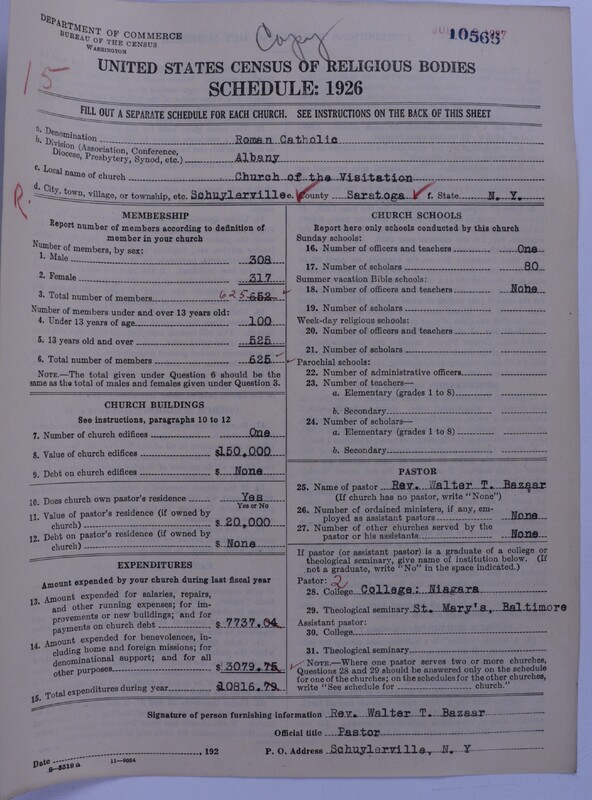 DEPARTMENT OF COMMERCE
BUREAU OF THE CENSUS
WASHINGTON
Copy
10565
15
UNITED STATES CENSUS OF RELIGIOUS BODIES
SCHEDULE: 1926
FILL OUT A SEPARATE SCHEDULE FOR EACH CHURCH. SEE INSTRUCTIONS ON THE BACK OF THIS SHEET
a. Denomination Roman Catholic
b. Division (Association, Conference, Diocese, Presbytery, Synod, etc.) Albany
c. Local name of church Church of the Visitation
R.
d. City, town, village, or township, etc. Schuylerville e. County Saratoga f. State N. Y.
MEMBERSHIP
Report number of members according to definition of
member in your church
Number of members, by sex:
1. Male 308
2. Female 317
3. Total number of members 625 652
Number of members under and over 13 years old:
4. Under 13 years of age 100
5. 13 years old and over 525
6. Total number of members 625
NOTE.—The total given under Question 6 should be
the same as the total of males and females given under Question 3.
CHURCH BUILDINGS
See instructions, paragraphs 10 to 12
7. Number of church edifices One
8. Value of church edifices $150,000
9. Debt on church edifices $ None
10. Does church own pastor's residence Yes
Yes or No
11. Value of pastor's residence (if owned by
church) $ 20,000
12. Debt on pastor's residence (if owned by
church) $ None
EXPENDITURES
Amount expended by your church during last fiscal year
13. Amount expended for salaries, repairs,
and other running expenses; for im-
provements or new buildings; and for
payments on church debt $ 7737.04
14. Amount expended for benevolences, in-
cluding home and foreign missions; for
denominational support; and for all
other purposes $ 3079.75
15. Total expenditures during year $10816.79
CHURCH SCHOOLS
Report here only schools conducted by this church
Sunday schools:
16. Number of officers and teachers One
17. Number of scholars 80
Summer vacation Bible schools:
18. Number of officers and teachers None
19. Number of scholars
Week-day religious schools:
20. Number of officers and teachers
21. Number of scholars
Parochial schools:
22. Number of administrative officers
23. Number of teachers—
a. Elementary (grades 1 to 8)
b. Secondary
24. Number of scholars—
a. Elementary (grades 1 to 8)
b. Secondary
PASTOR
25. Name of pastor Rev. Walter T. Bazaar
(If church has no pastor, write "None")
26. Number of ordained ministers, if any, em-
ployed as assistant pastors None
27. Number of other churches served by the
pastor or his assistants None
If pastor (or assistant pastor) is a graduate of a college or
theological seminary, give name of institution below. (If
not a graduate, write "No" in the space indicated.)
Pastor: 2
28. College College: Niagara
29. Theological seminary St. Mary's, Baltimore
Assistant pastor:
30. College
31. Theological seminary
NOTE.—Where one pastor serves two or more churches,
Questions 28 and 29 should be answered only on the schedule
for one of the churches; on the schedules for the other churches,
write "See schedule for church."
Signature of person furnishing information Rev. Walter T. Bazaar
Official title Pastor
Date , 192 P. O. Address Schuylerville, N. Y
8-5518 a 11-9054